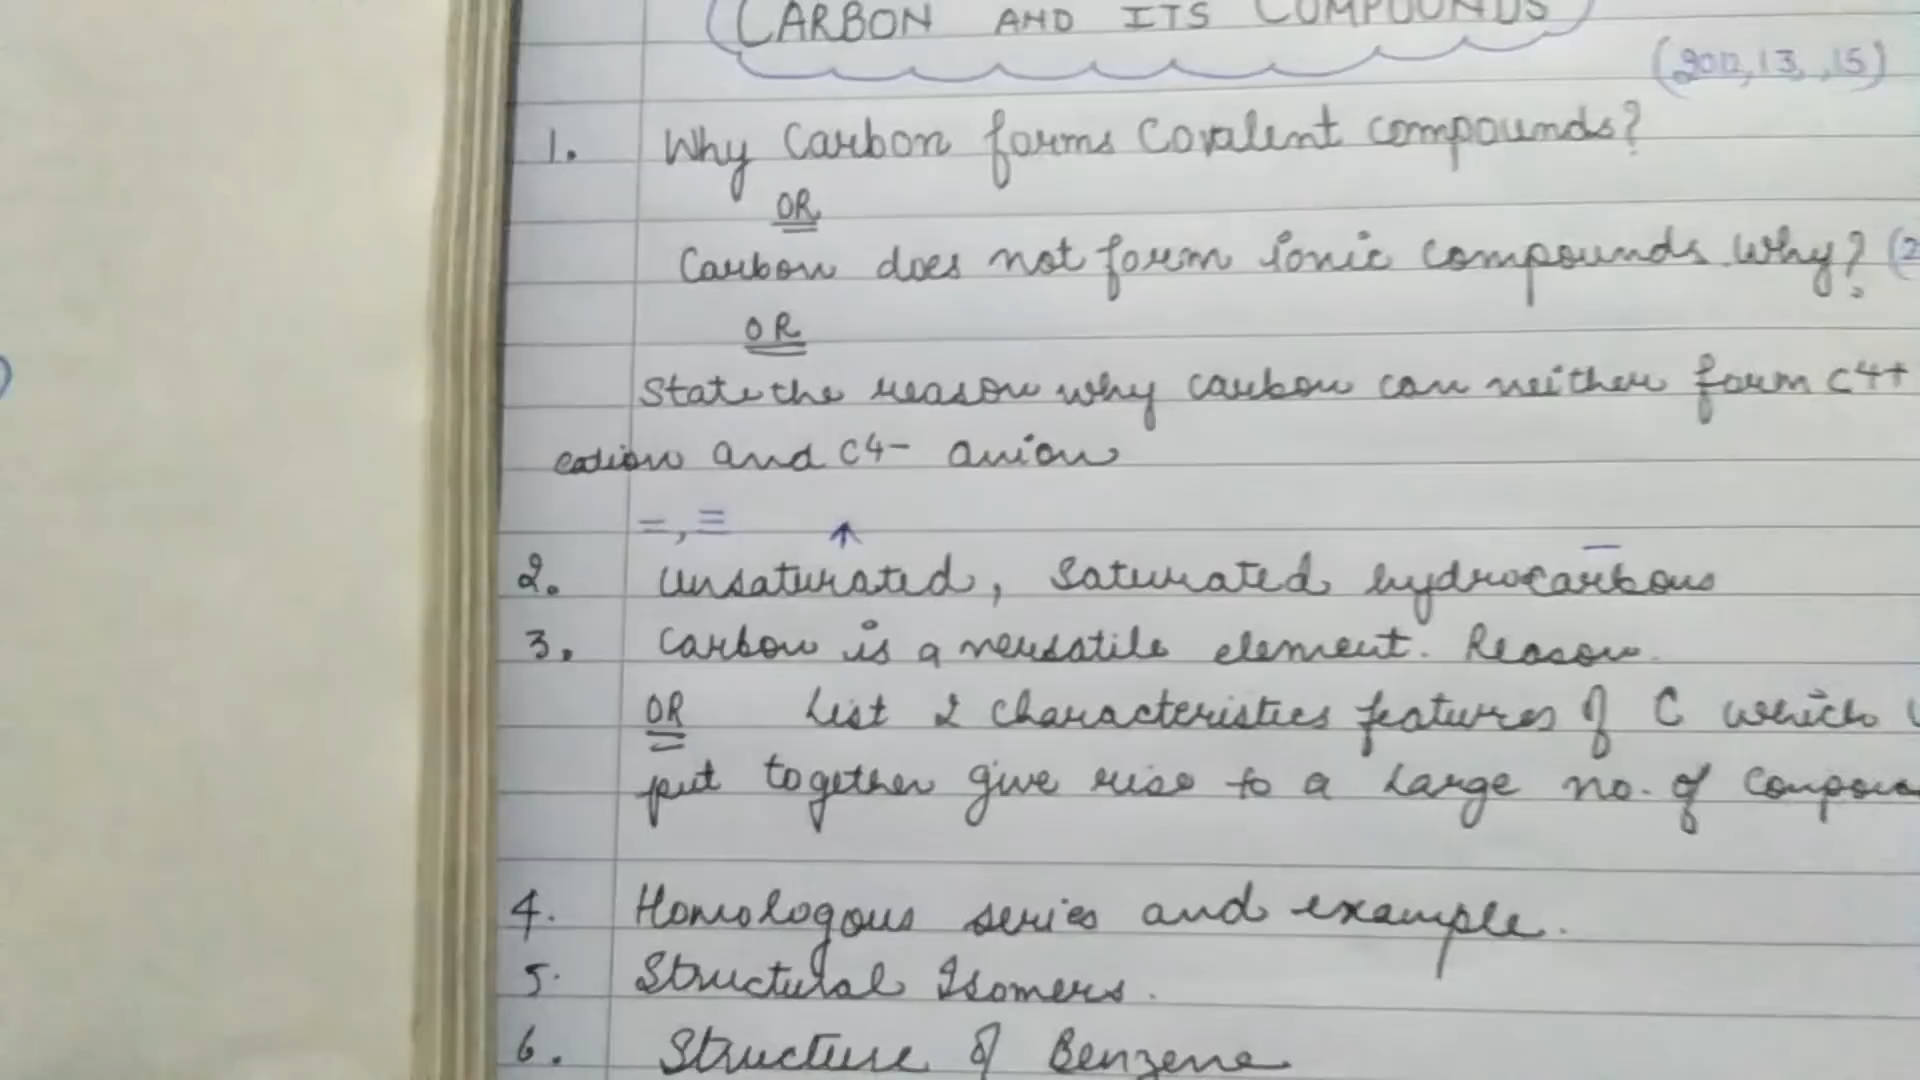 CARBON AND ITS COMPOUNDS
(2012,13, ,15)
1. Why Carbon forms Covalent compounds?
OR
Carbon does not form ionic compounds. Why? (2
OR
State the reason why carbon can neither form C4+
cation and C4- anion
=, ≡ ↑ —
2. Unsaturated, Saturated hydrocarbons
3. Carbon is a versatile element. Reason.
OR List 2 characteristics features of C which
put together give rise to a large no. of
4. Homologous series and example.
5. Structural Isomers.
6. Structure of Benzene